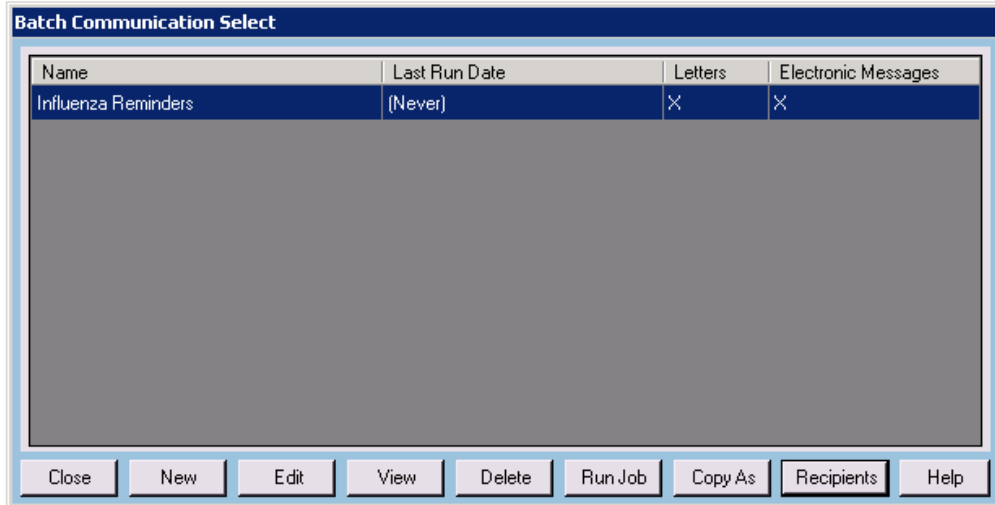 Batch Communication Select
Name Last Run Date Letters Electronic Messages
Influenza Reminders (Never) X X
Close New Edit View Delete Run Job Copy As Recipients Help